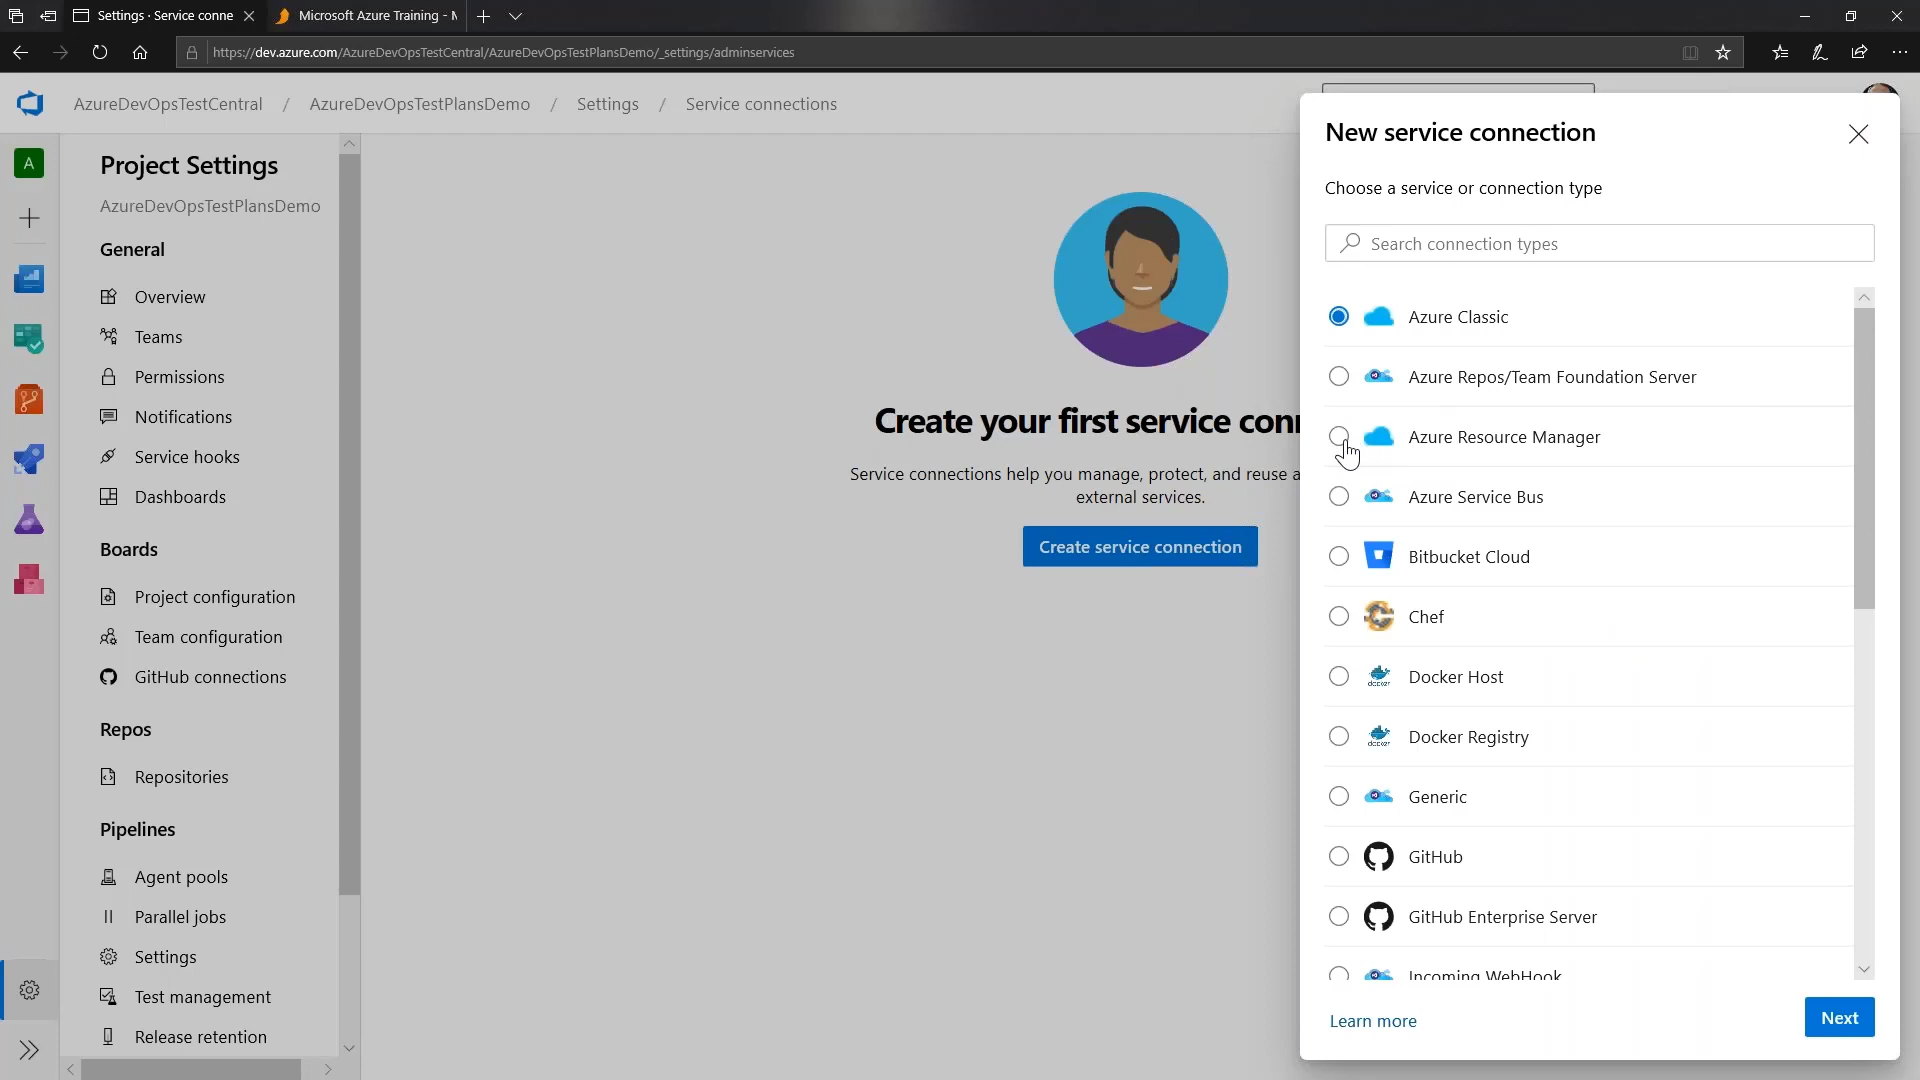 Settings · Service conne
Microsoft Azure Training - M
https://dev.azure.com/AzureDevOpsTestCentral/AzureDevOpsTestPlansDemo/_settings/adminservices
AzureDevOpsTestCentral / AzureDevOpsTestPlansDemo / Settings / Service connections
A
Project Settings
AzureDevOpsTestPlansDemo
General
Overview
Teams
Permissions
Notifications
Service hooks
Dashboards
Boards
Project configuration
Team configuration
GitHub connections
Repos
Repositories
Pipelines
Agent pools
Parallel jobs
Settings
Test management
Release retention
Create your first service conn
Service connections help you manage, protect, and reuse a
external services.
Create service connection
New service connection
Choose a service or connection type
Search connection types
Azure Classic
Azure Repos/Team Foundation Server
Azure Resource Manager
Azure Service Bus
Bitbucket Cloud
Chef
docker
Docker Host
docker
Docker Registry
Generic
GitHub
GitHub Enterprise Server
Incoming WebHook
Learn more
Next